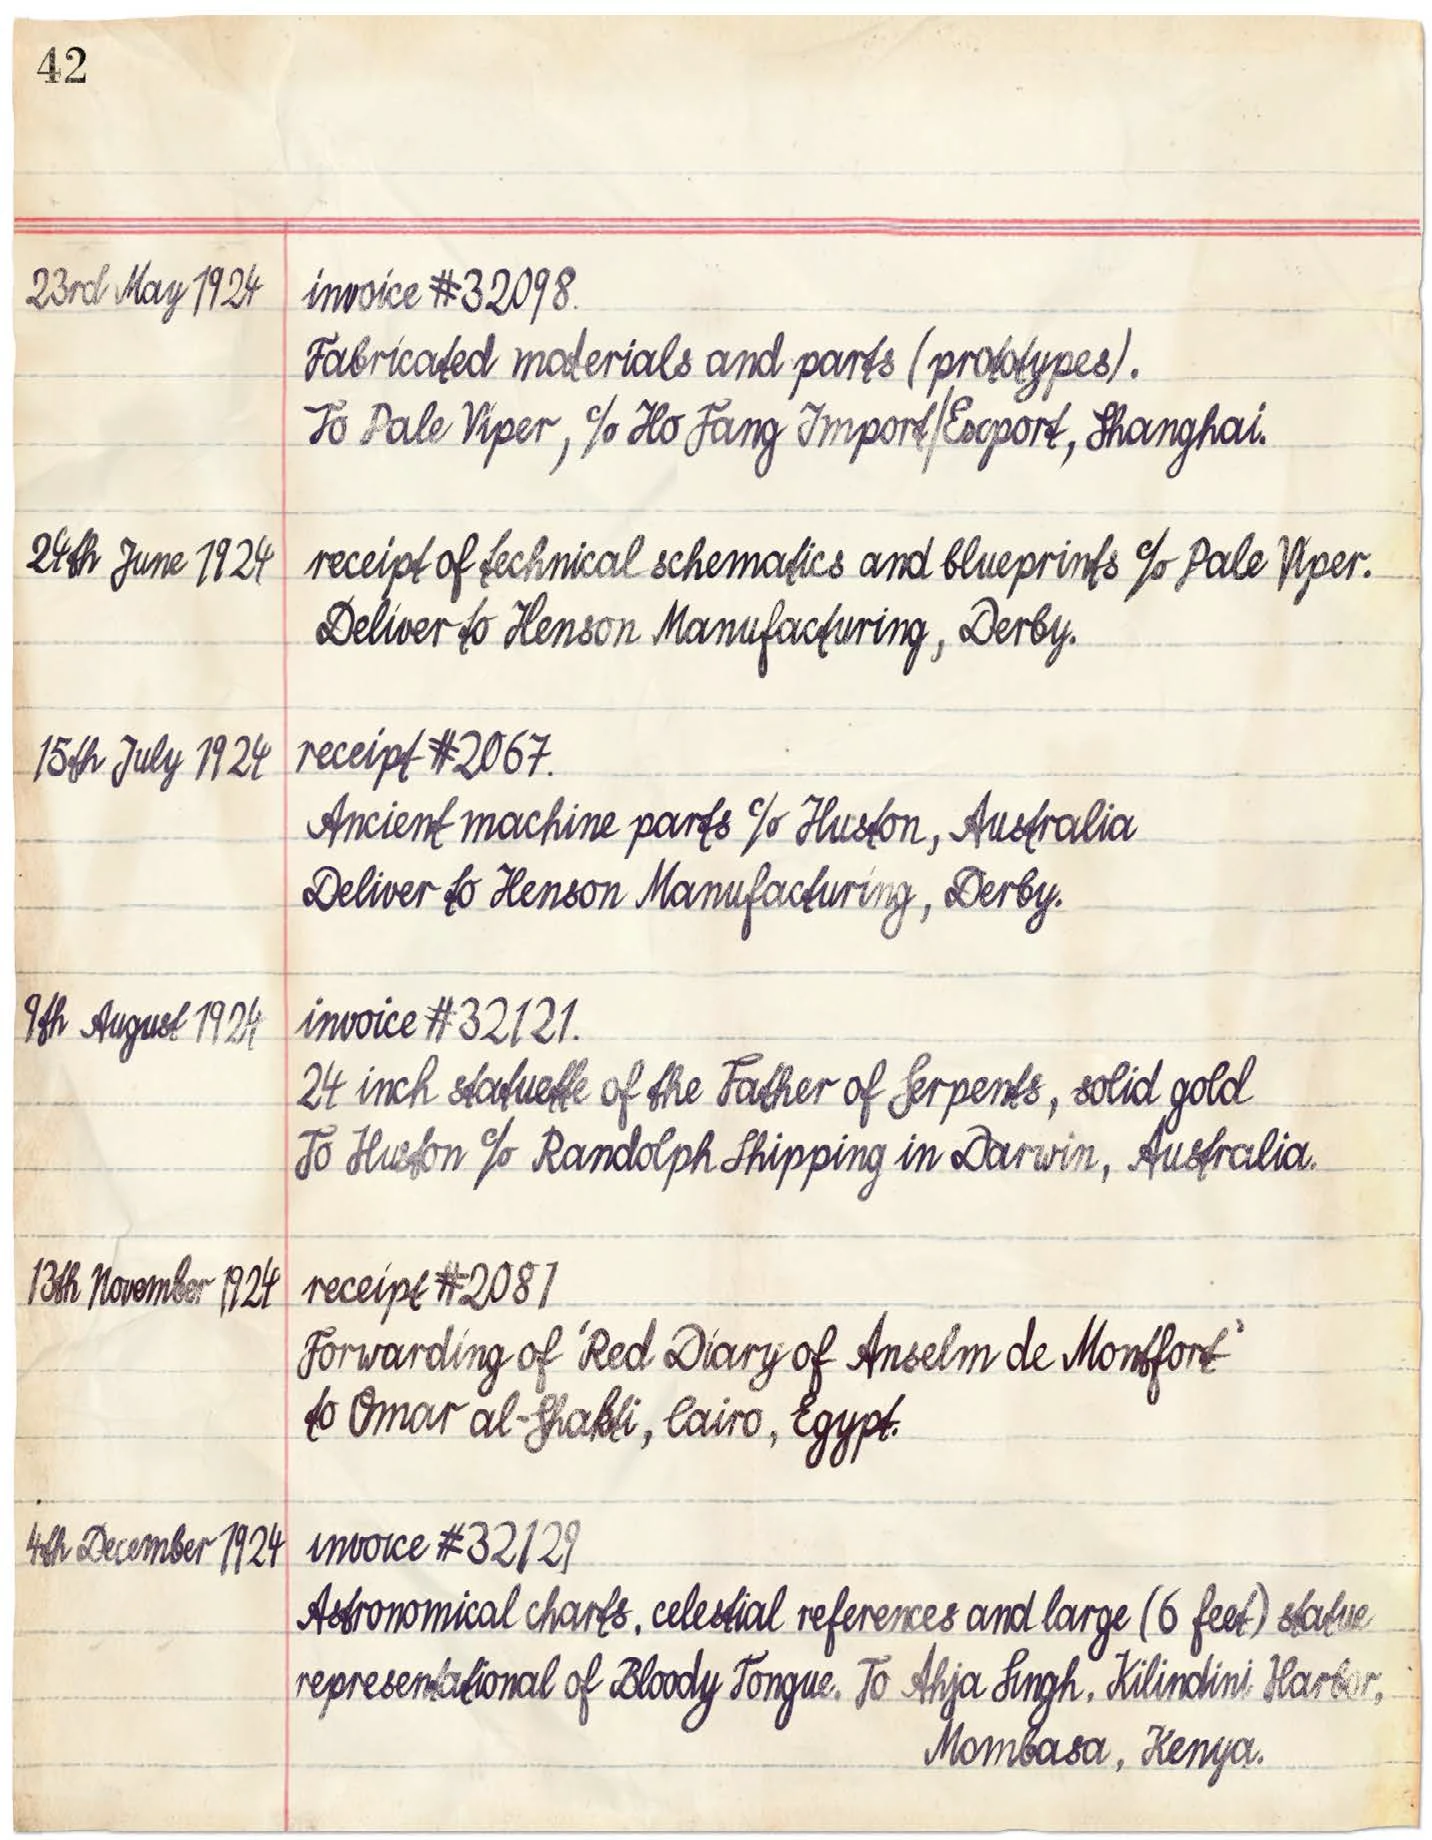 42
23rd May 1924 invoice #32098.
Fabricated materials and parts (prototypes).
To Pale Viper, c/o Ho Fang Import/Export, Shanghai.
24th June 1924 receipt of technical schematics and blueprints c/o Pale Viper.
Deliver to Henson Manufacturing, Derby.
15th July 1924 receipt #2067.
Ancient machine parts c/o Huston, Australia
Deliver to Henson Manufacturing, Derby.
9th August 1924 invoice #32121.
24 inch statuette of the Father of Serpents, solid gold
To Huston c/o Randolph Shipping in Darwin, Australia.
13th November 1924 receipt #2081
Forwarding of 'Red Diary of Anselm de Montfort'
to Omar al-Shakti, Cairo, Egypt.
4th December 1924 invoice #32129
Astronomical charts, celestial references and large (6 feet) statue
representational of Bloody Tongue. To Ahja Singh, Kilindini Harbor,
Mombasa, Kenya.